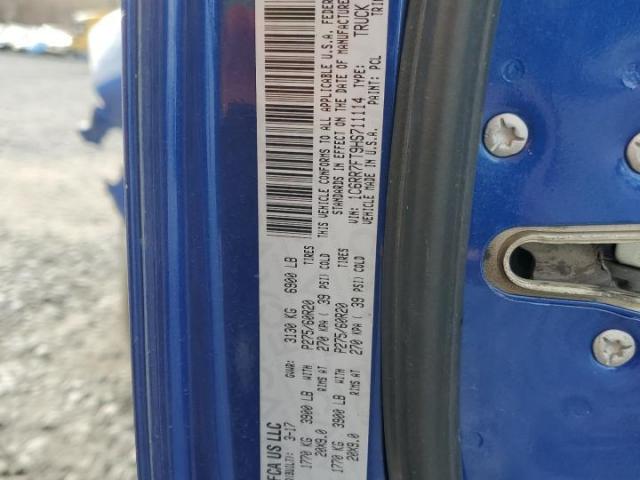 FCA US LLC
3-17
GVWR: 3130 KG 6900 LB
1770 KG 3900 LB WITH P275/60R20 TIRES
20X9.0 RIMS AT 270 KPA ( 39 PSI) COLD
1770 KG 3900 LB WITH P275/60R20 TIRES
20X9.0 RIMS AT 270 KPA ( 39 PSI) COLD
THIS VEHICLE CONFORMS TO ALL APPLICABLE U.S.A. FEDER
STANDARDS IN EFFECT ON THE DATE OF MANUFACTURE
VIN: 1C6RR7FT9HS711114 TYPE: TRUCK
VEHICLE MADE IN U.S.A. PAINT: PCL TRI